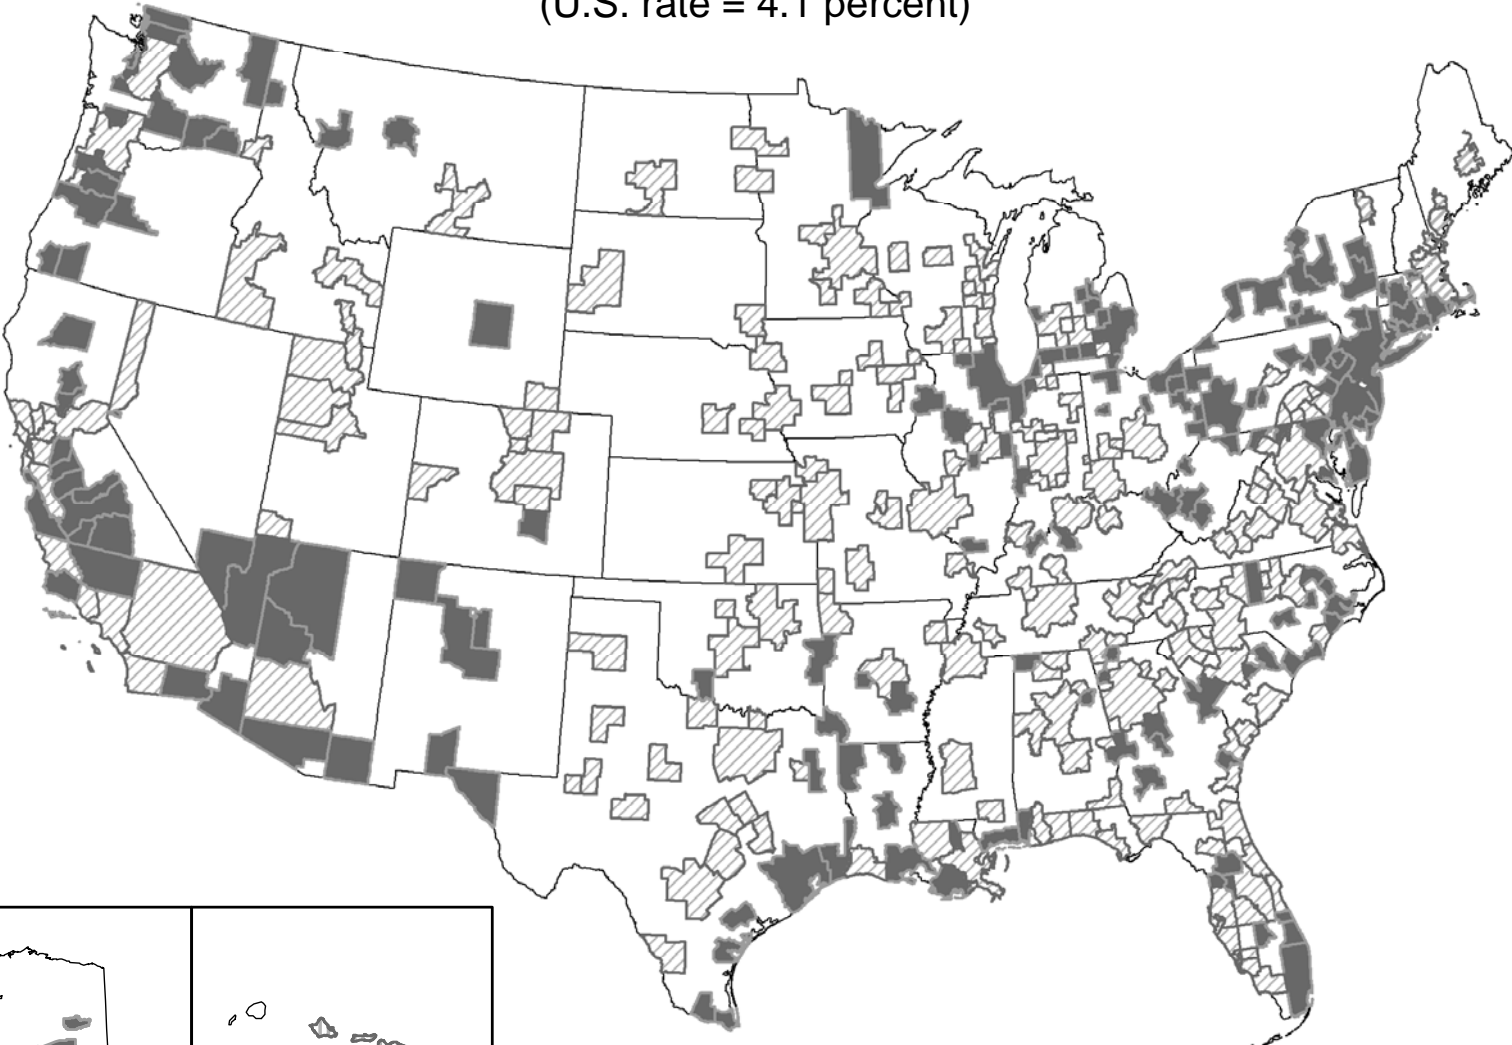 (U.S. rate = 4.1 percent)